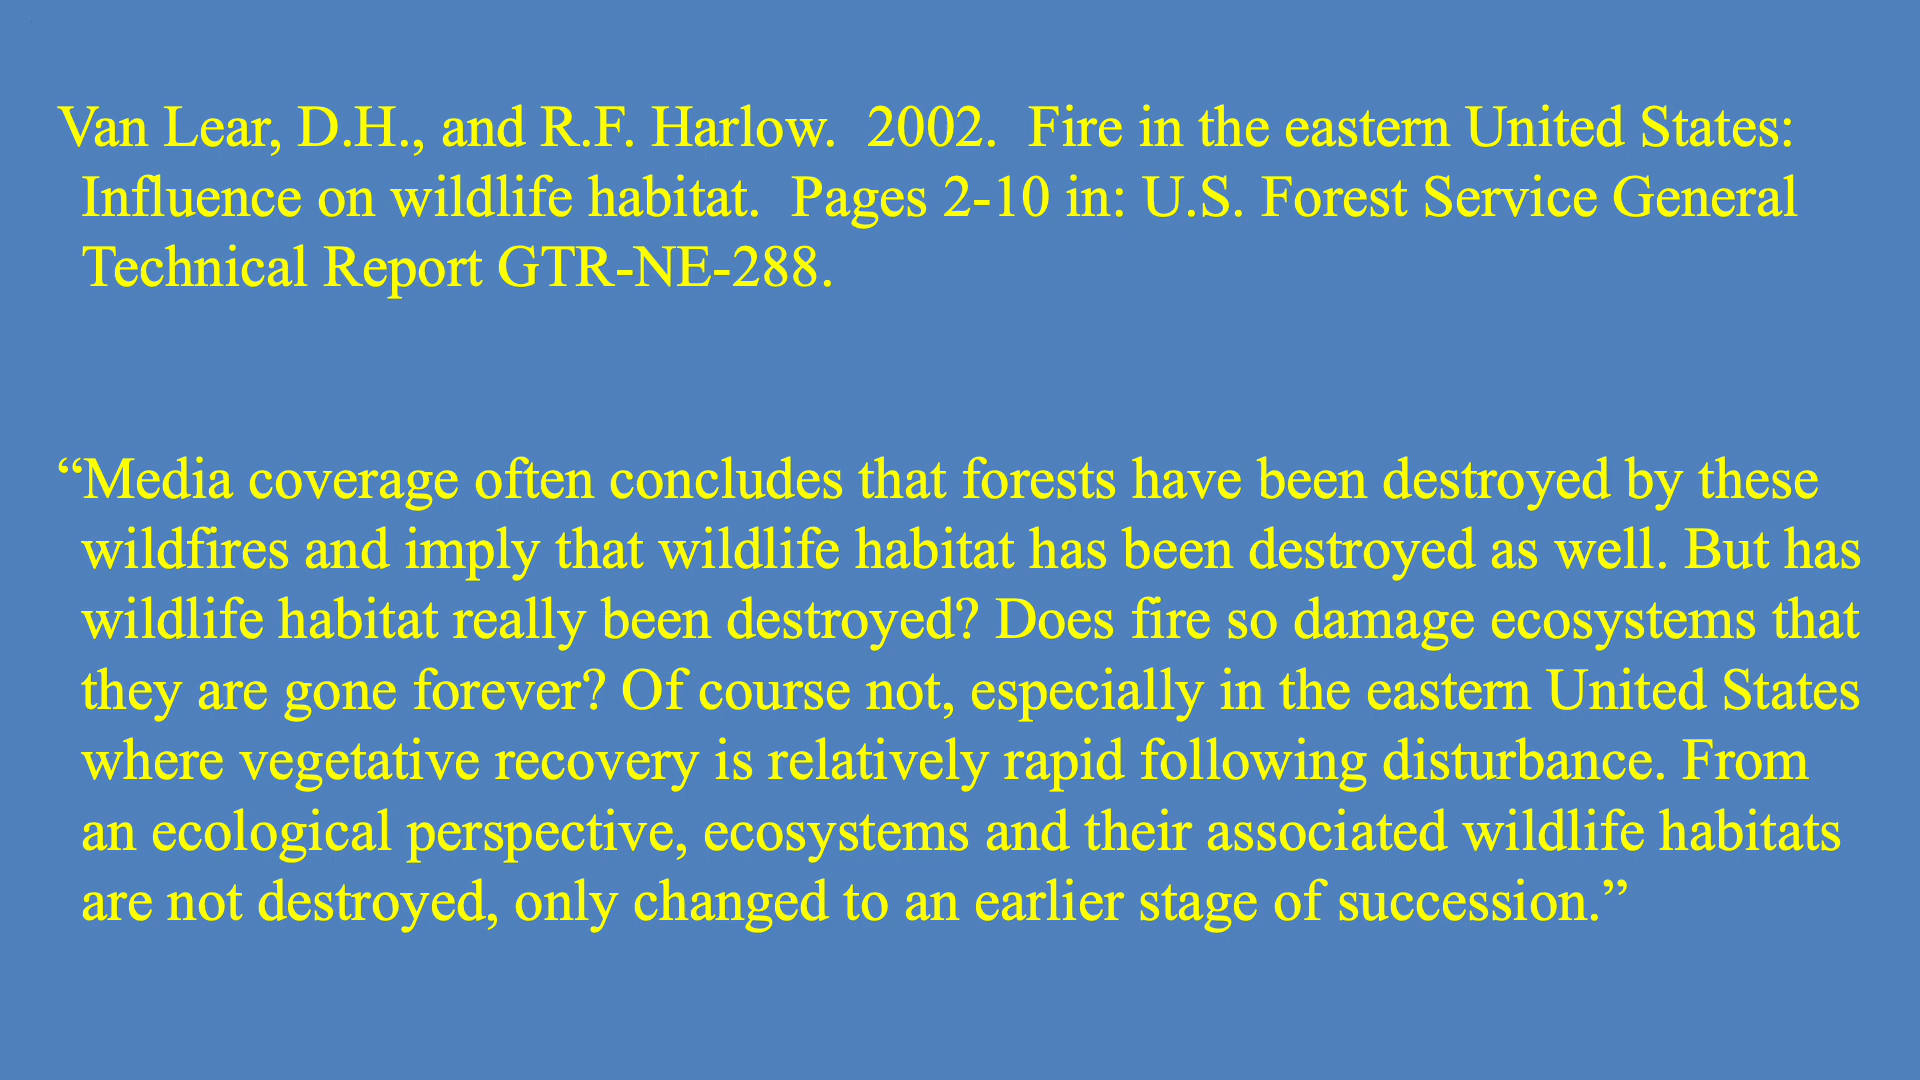 Van Lear, D.H., and R.F. Harlow.  2002.  Fire in the eastern United States:
Influence on wildlife habitat.  Pages 2-10 in: U.S. Forest Service General
Technical Report GTR-NE-288.
“Media coverage often concludes that forests have been destroyed by these
wildfires and imply that wildlife habitat has been destroyed as well. But has
wildlife habitat really been destroyed? Does fire so damage ecosystems that
they are gone forever? Of course not, especially in the eastern United States
where vegetative recovery is relatively rapid following disturbance. From
an ecological perspective, ecosystems and their associated wildlife habitats
are not destroyed, only changed to an earlier stage of succession.”